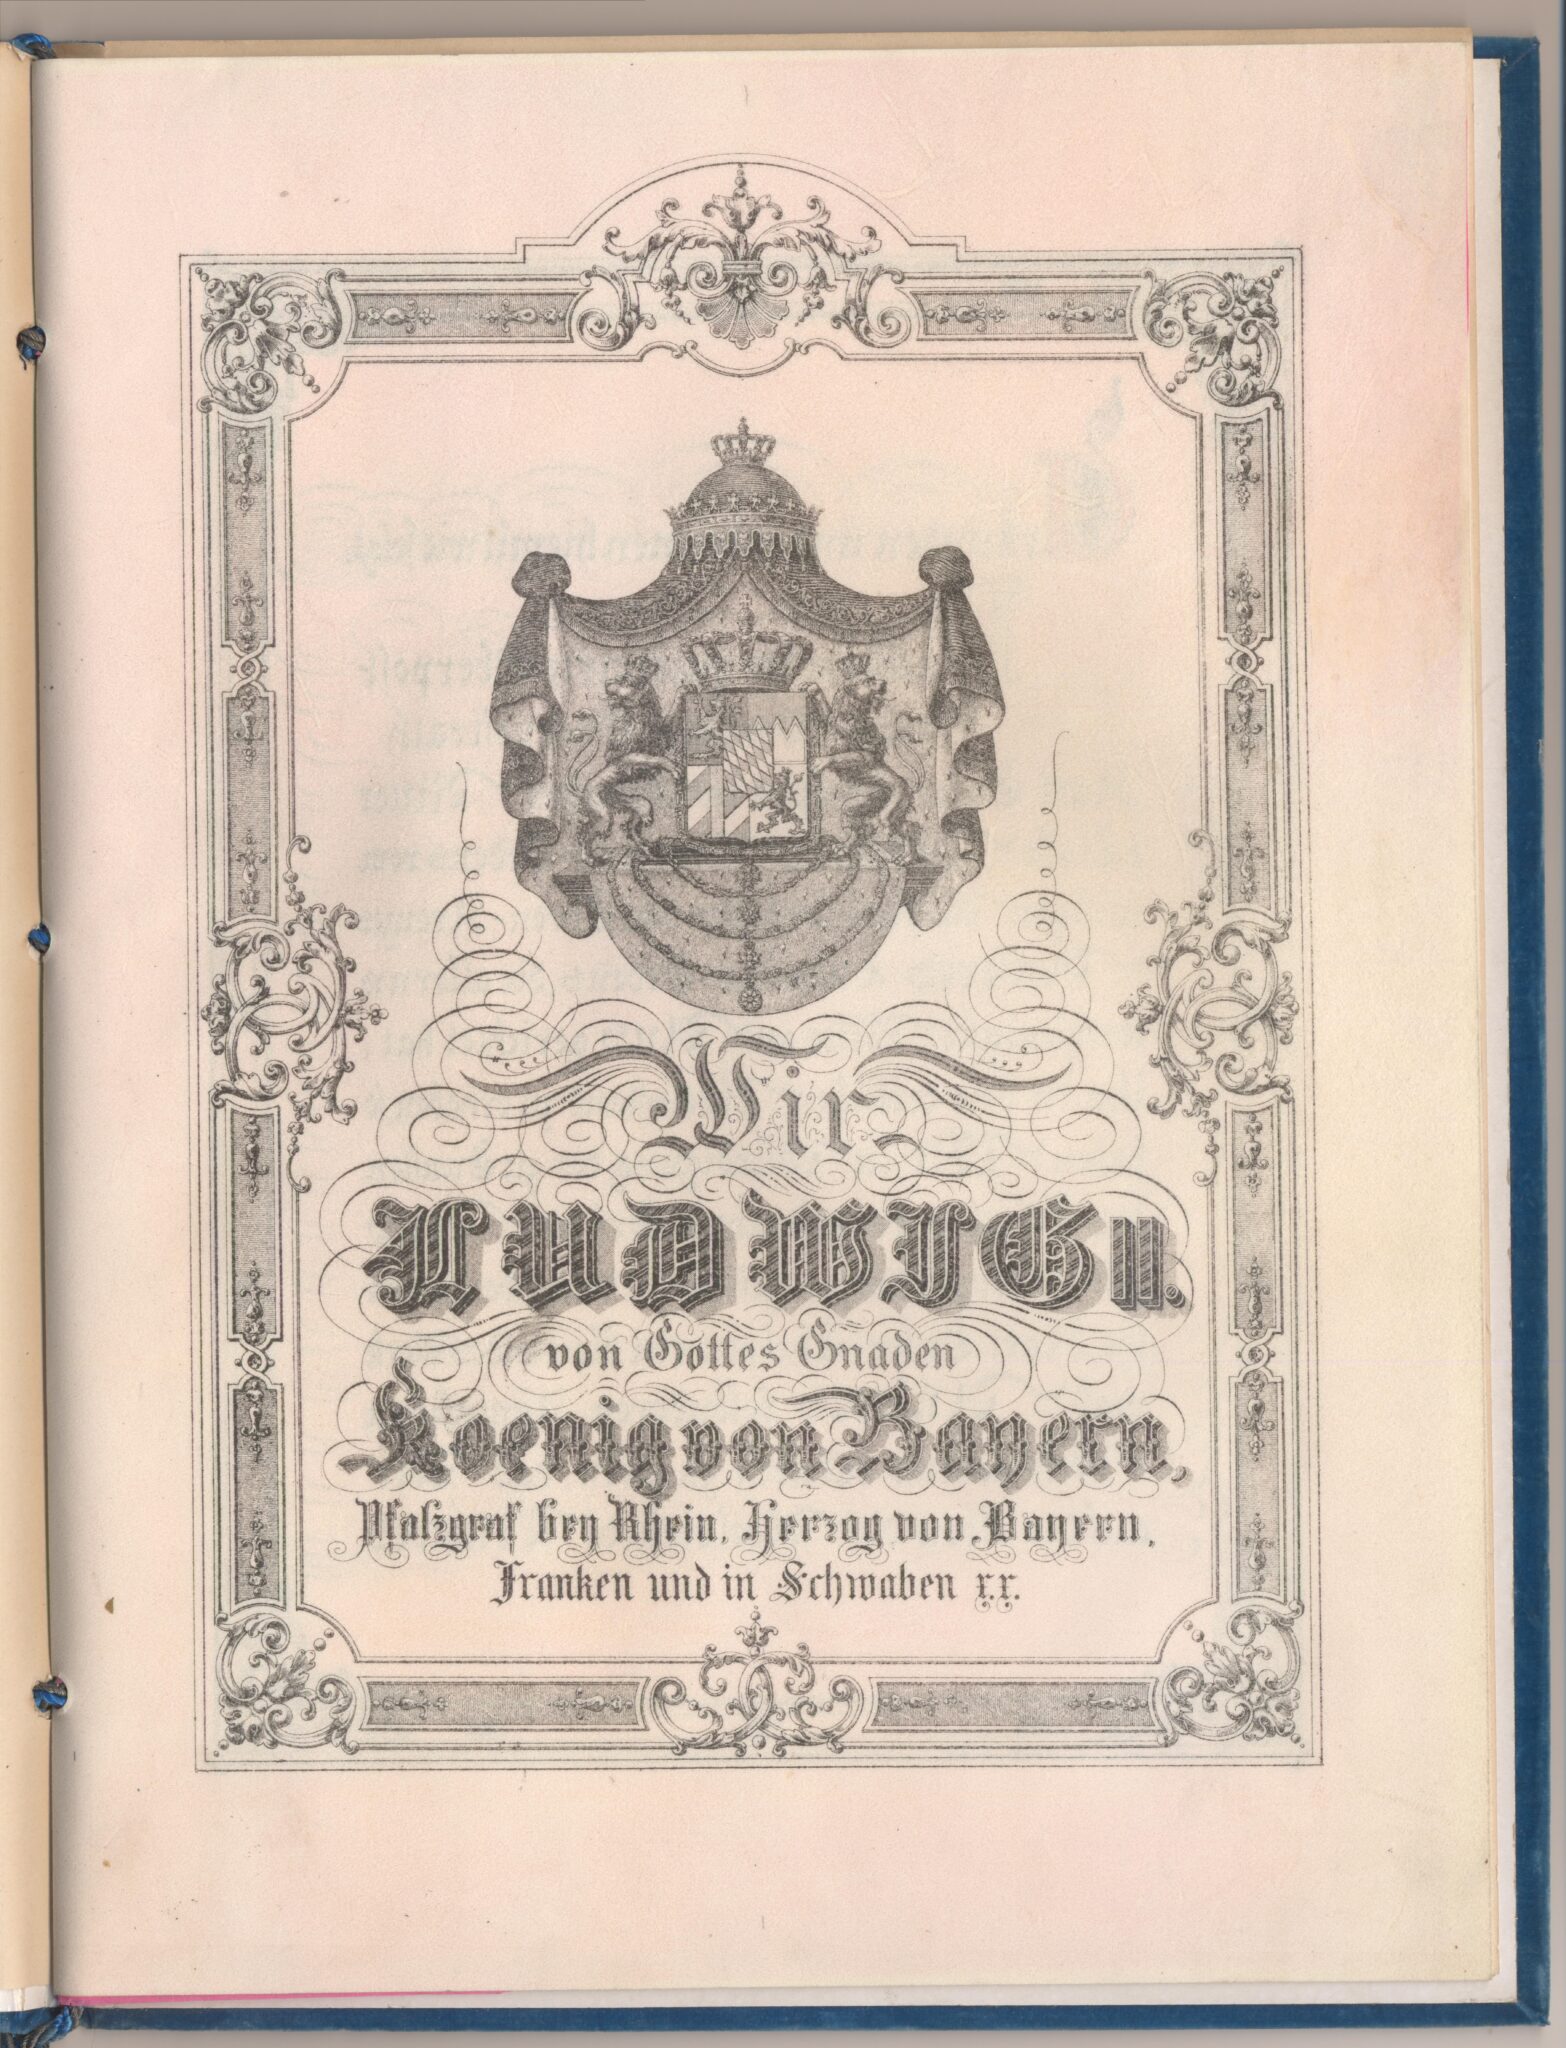 Wir
LUDWIG II.
von Gottes Gnaden
Koenig von Bayern,
Pfalzgraf bey Rhein, Herzog von Bayern,
Franken und in Schwaben x.x.